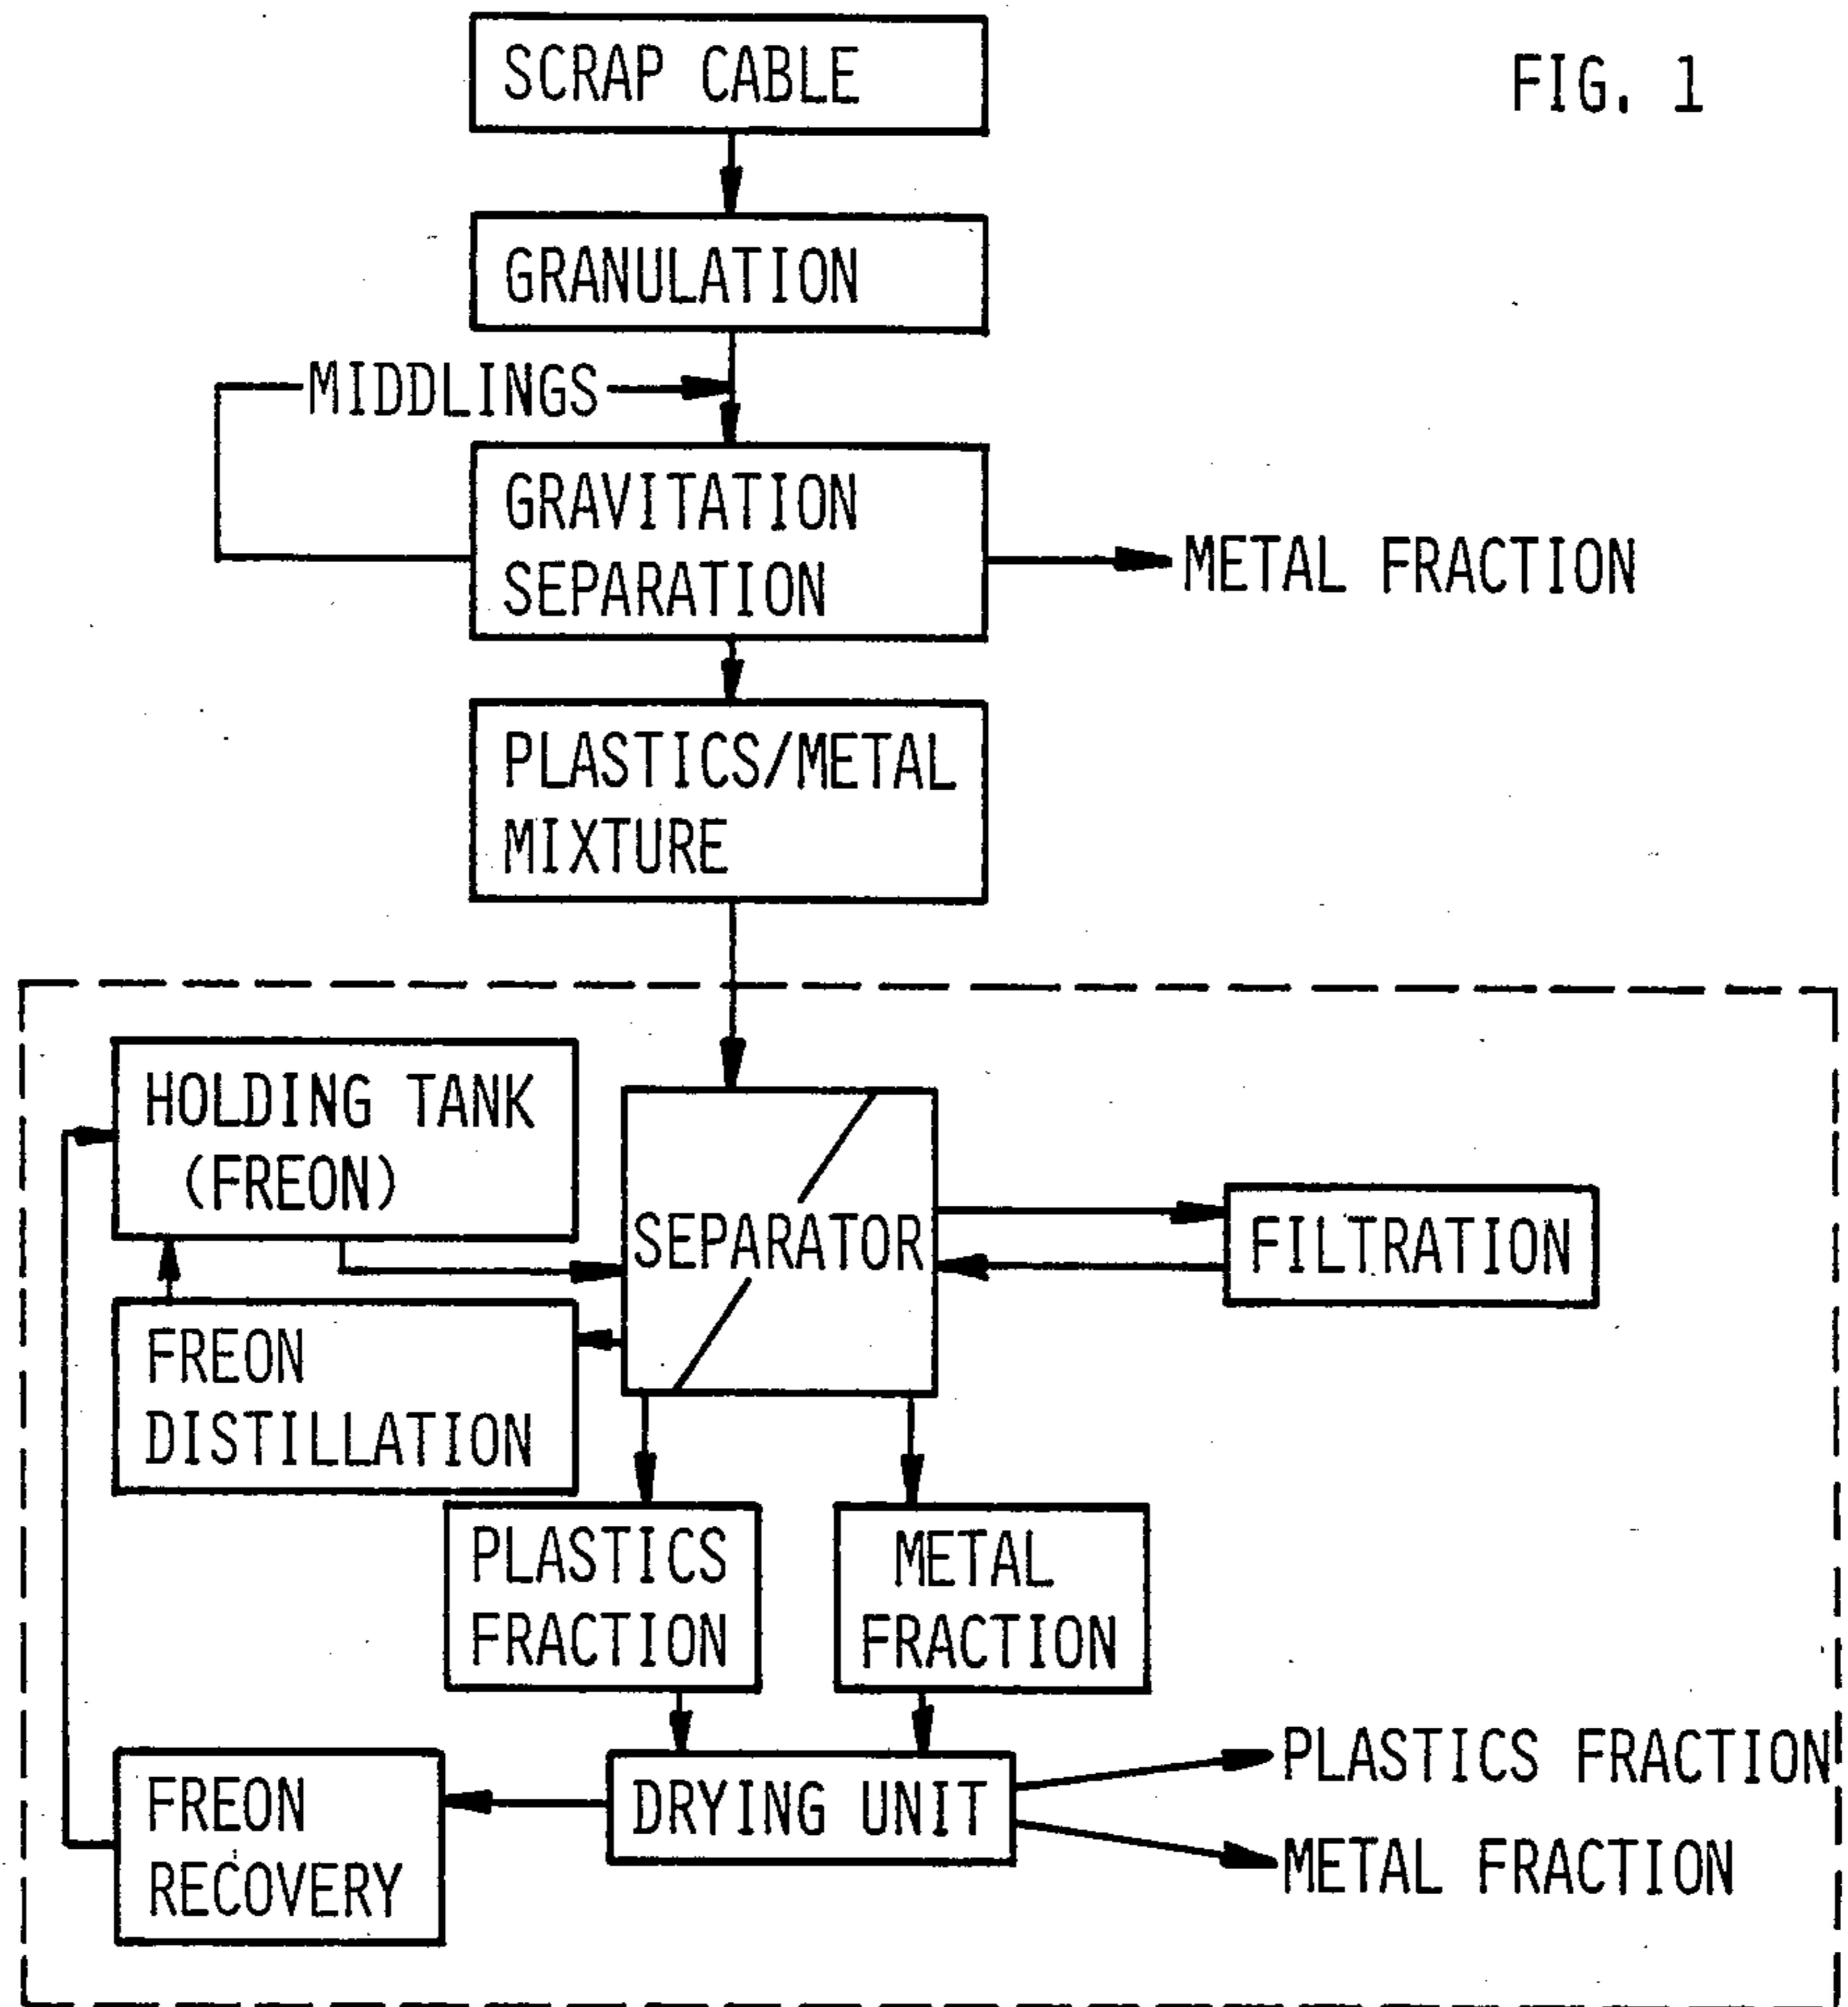 SCRAP CABLE
FIG. 1
GRANULATION
MIDDLINGS
GRAVITATION
SEPARATION
METAL FRACTION
PLASTICS/METAL
MIXTURE
HOLDING TANK
(FREON)
SEPARATOR
FILTRATION
FREON
DISTILLATION
PLASTICS
FRACTION
METAL
FRACTION
FREON
RECOVERY
DRYING UNIT
PLASTICS FRACTION
METAL FRACTION